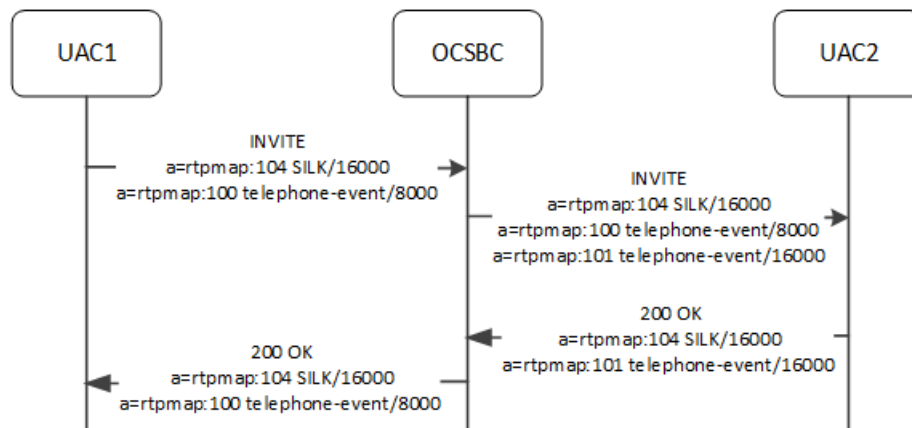 UAC1
OCSBC
UAC2
INVITE
a=rtpmap:104 SILK/16000
a=rtpmap:100 telephone-event/8000
INVITE
a=rtpmap:104 SILK/16000
a=rtpmap:100 telephone-event/8000
a=rtpmap:101 telephone-event/16000
200 OK
a=rtpmap:104 SILK/16000
a=rtpmap:101 telephone-event/16000
200 OK
a=rtpmap:104 SILK/16000
a=rtpmap:100 telephone-event/8000